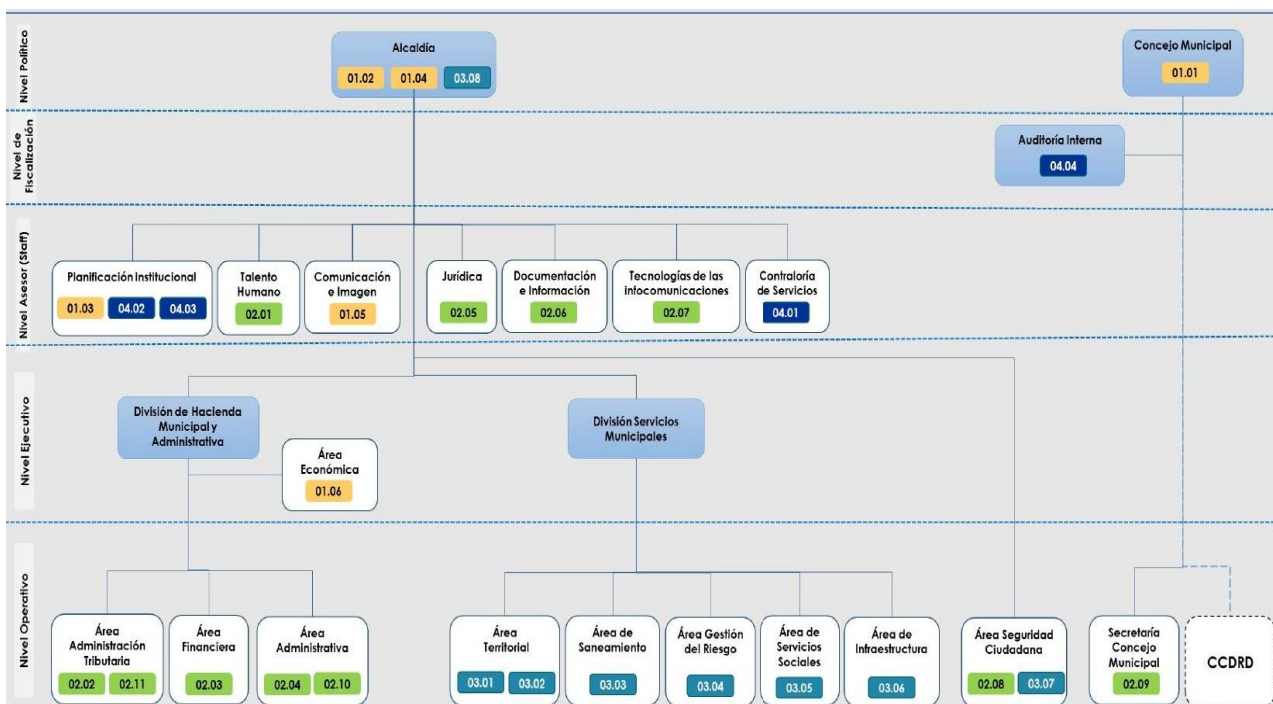 Nivel Político
Alcaldía
01.02 01.04 03.08
Concejo Municipal
01.01
Nivel de
Fiscalización
Auditoría Interna
04.04
Nivel Asesor (Staff)
Planificación Institucional
01.03 04.02 04.03
Talento
Humano
02.01
Comunicación
e Imagen
01.05
Jurídica
02.05
Documentación
e Información
02.06
Tecnologías de las
infocomunicaciones
02.07
Contraloría
de Servicios
04.01
Nivel Ejecutivo
División de Hacienda
Municipal y
Administrativa
Área
Económica
01.06
División Servicios
Municipales
Nivel Operativo
Área
Administración
Tributaria
02.02 02.11
Área
Financiera
02.03
Área
Administrativa
02.04 02.10
Área
Territorial
03.01 03.02
Área de
Saneamiento
03.03
Área Gestión
del Riesgo
03.04
Área de
Servicios
Sociales
03.05
Área de
Infraestructura
03.06
Área Seguridad
Ciudadana
02.08 03.07
Secretaría
Concejo
Municipal
02.09
CCDRD